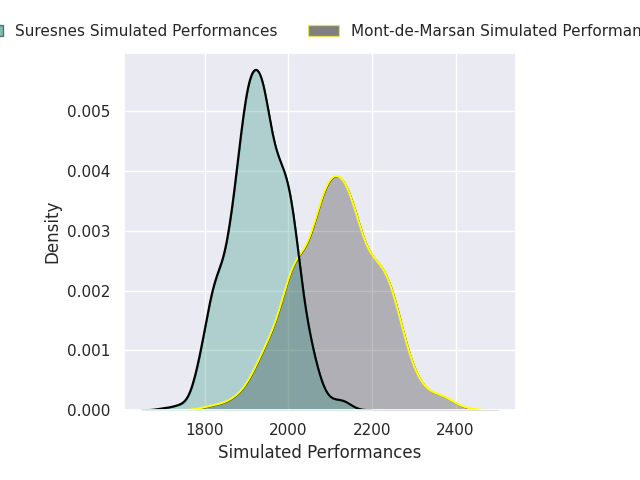 Suresnes Simulated Performances
Mont-de-Marsan Simulated
0.005
0.004
0.003
0.002
0.001
0.000
Density
1800 2000 2200 2400
Simulated Performances